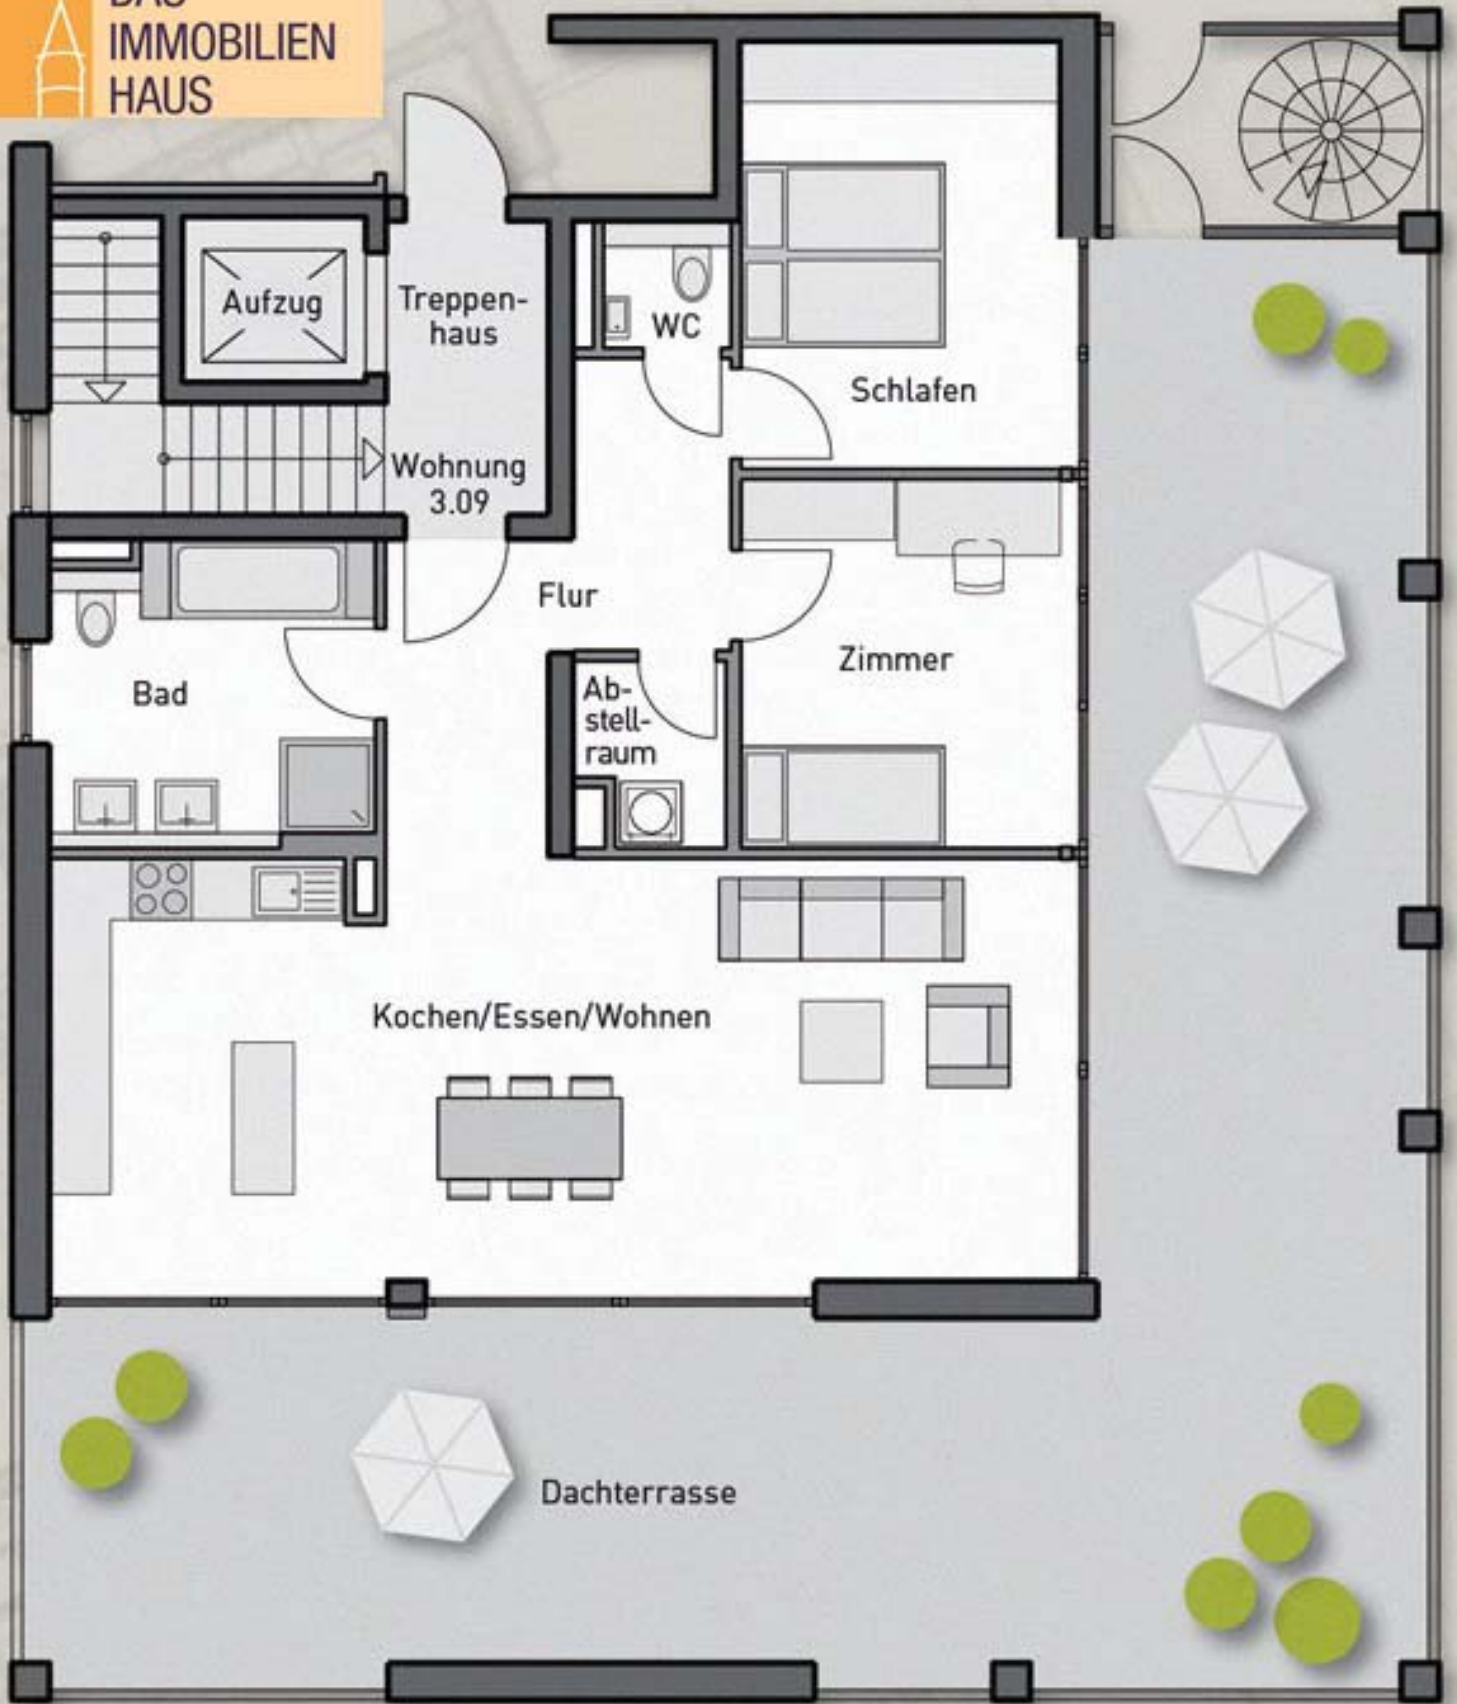 DAS
IMMOBILIEN
HAUS
Aufzug
Treppen-
haus
WC
Schlafen
Wohnung
3.09
Flur
Zimmer
Bad
Ab-
stell-
raum
Kochen/Essen/Wohnen
Dachterrasse